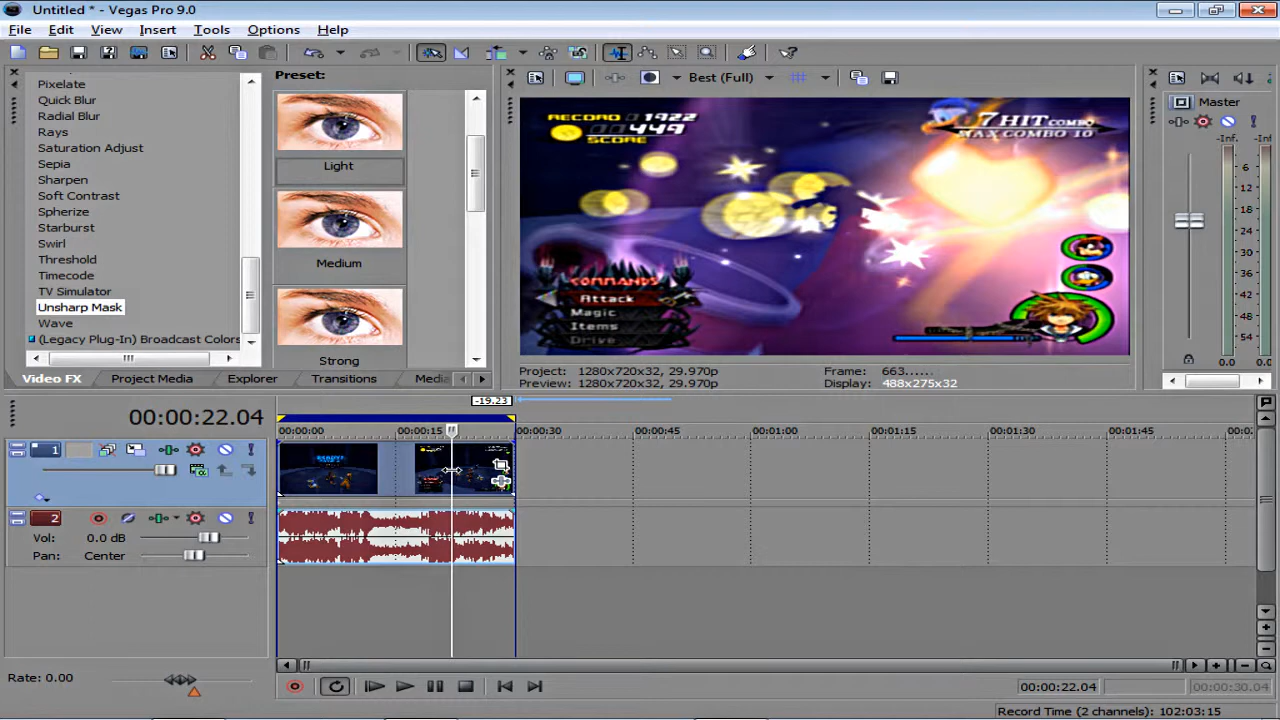 Untitled * - Vegas Pro 9.0
File Edit View Insert Tools Options Help
Pixelate
Quick Blur
Radial Blur
Rays
Saturation Adjust
Sepia
Sharpen
Soft Contrast
Spherize
Starburst
Swirl
Threshold
Timecode
TV Simulator
Unsharp Mask
Wave
(Legacy Plug-In) Broadcast Colors
Preset:
Light
Medium
Strong
Video FX Project Media Explorer Transitions Media
Best (Full)
RECORD 1922
449
SCORE
7HIT COMBO
MAX COMBO 10
COMMANDS
Attack
Magic
Items
Drive
Project: 1280x720x32, 29.970p Frame: 663......
Preview: 1280x720x32, 29.970p Display: 488x275x32
Master
-Inf. -Inf.
6
12
18
24
30
36
42
48
54
0.0 0.0
00:00:22.04
-19.23
00:00:00 00:00:15 00:00:30 00:00:45 00:01:00 00:01:15 00:01:30 00:01:45 00:02:
1
2
Vol: 0.0 dB
Pan: Center
Rate: 0.00
00:00:22.04 00:00:30.04
Record Time (2 channels): 102:03:15